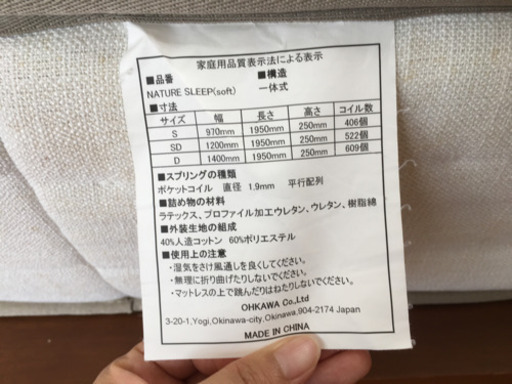 家庭用品質表示法による表示
■品番 ■構造
NATURE SLEEP(soft) 一体式
■寸法
サイズ 幅 長さ 高さ コイル数
S 970mm 1950mm 250mm 406個
SD 1200mm 1950mm 250mm 522個
D 1400mm 1950mm 250mm 609個
■スプリングの種類
ポケットコイル 直径 1.9mm 平行配列
■詰め物の材料
ラテックス、プロファイル加工ウレタン、ウレタン、樹脂綿
■外装生地の組成
40%人造コットン 60%ポリエステル
■使用上の注意
・湿気をさけ風通しを良くしてください。
・無理に折り曲げたりしないでください。
・マットレスの上で跳んだりはねたりしないでください。
OHKAWA Co.,Ltd
3-20-1,Yogi,Okinawa-city,Okinawa,904-2174 Japan
MADE IN CHINA